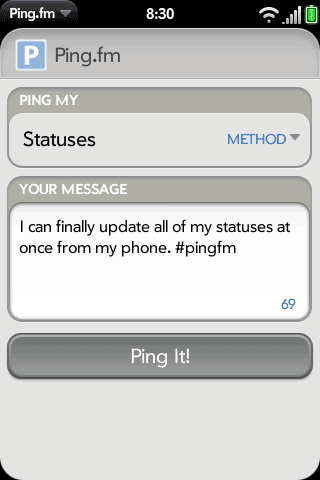 Ping.fm 8:30
P Ping.fm
PING MY
Statuses METHOD
YOUR MESSAGE
I can finally update all of my statuses at
once from my phone. #pingfm
69
Ping It!